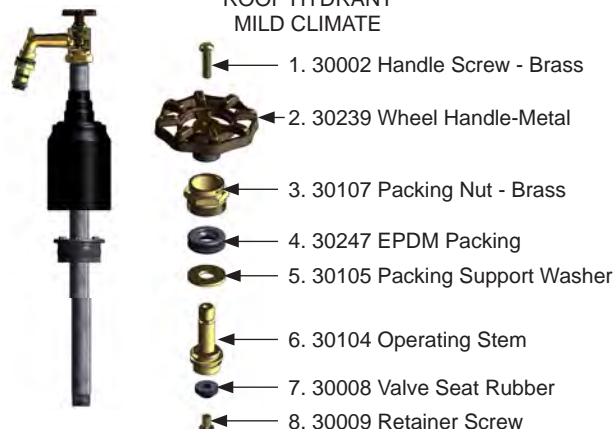 ROOF HYDRANT
MILD CLIMATE
1. 30002 Handle Screw - Brass
2. 30239 Wheel Handle-Metal
3. 30107 Packing Nut - Brass
4. 30247 EPDM Packing
5. 30105 Packing Support Washer
6. 30104 Operating Stem
7. 30008 Valve Seat Rubber
8. 30009 Retainer Screw